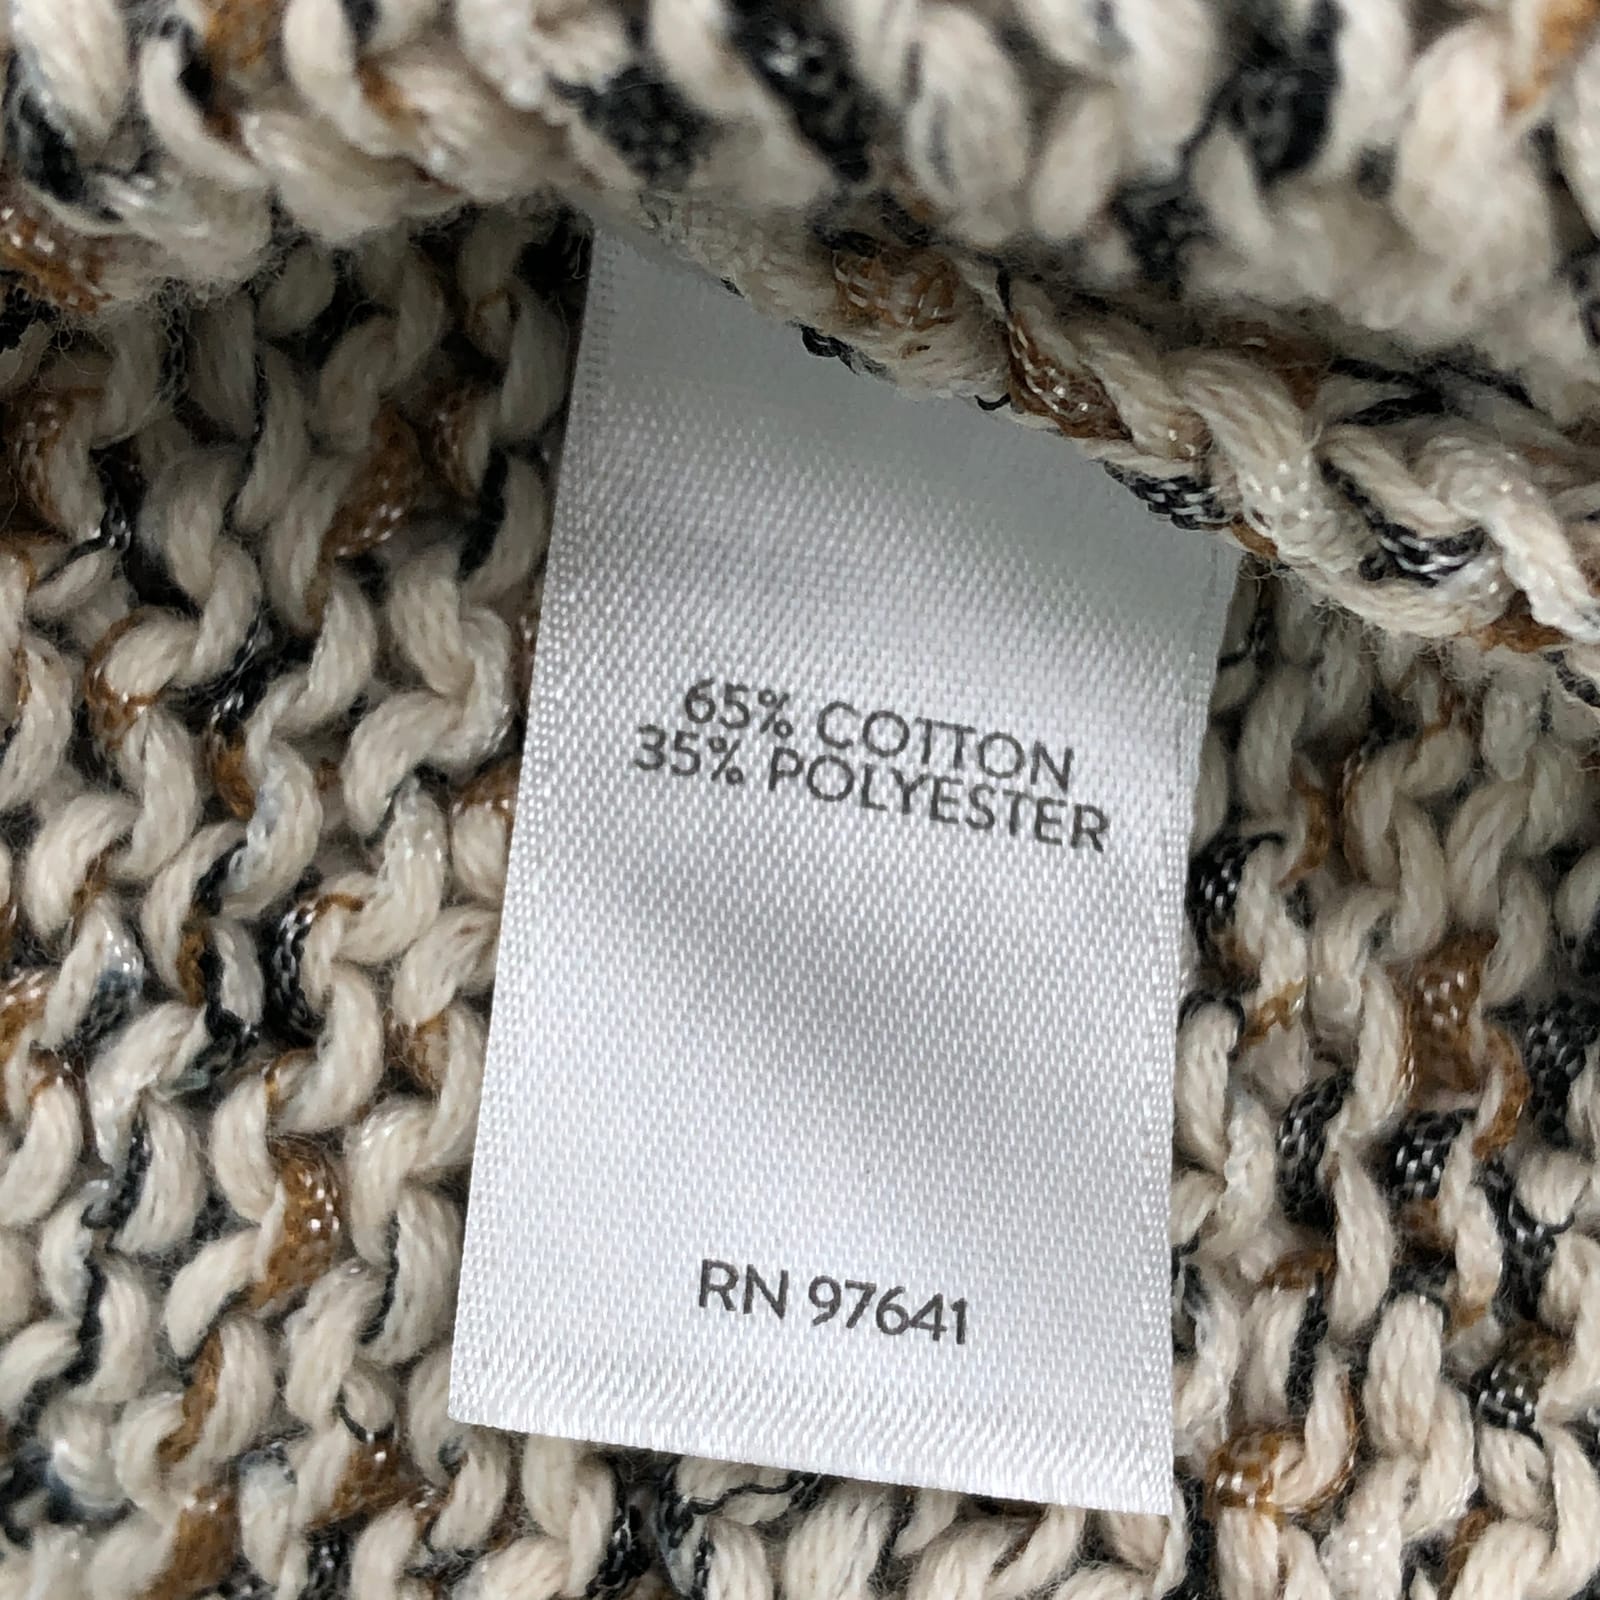 65% COTTON
35% POLYESTER
RN 97641